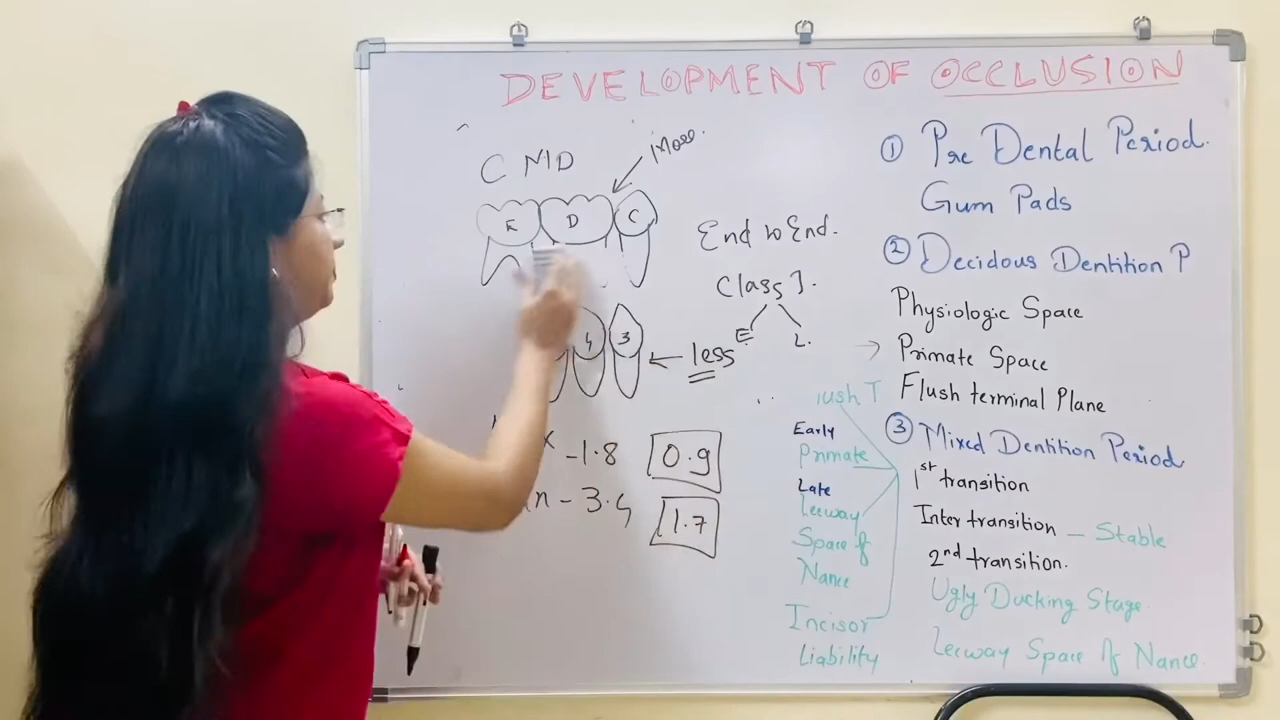 DEVELOPMENT OF OCCLUSION
C MD
More.
E D C
4 3
less
End to End.
Class I.
E L.
-1.8 0.9
n - 3.4 1.7
ush T
Early
Primate
Late
Leeway
Space of
Nance
Incisor
Liability
① Pre Dental Period.
Gum Pads
② Decidous Dentition P
Physiologic Space
→ Primate Space
Flush terminal Plane
③ Mixed Dentition Period
1st transition
Inter transition - Stable
2nd transition.
Ugly Ducking Stage.
Leeway Space of Nance.